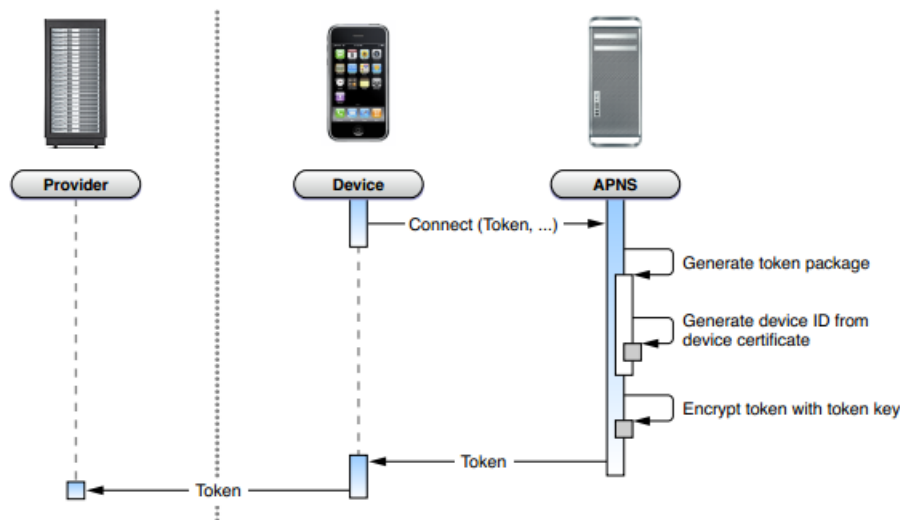 Provider
Device
APNS
Connect (Token, ...)
Generate token package
Generate device ID from
device certificate
Encrypt token with token key
Token
Token